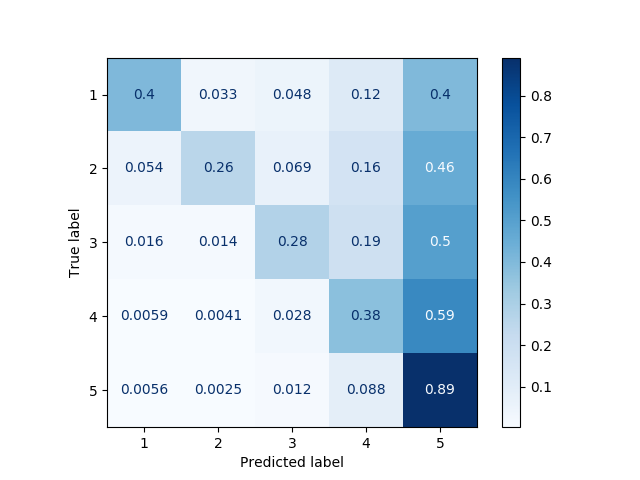 1 0.4 0.033 0.048 0.12 0.4
2 0.054 0.26 0.069 0.16 0.46
3 0.016 0.014 0.28 0.19 0.5
4 0.0059 0.0041 0.028 0.38 0.59
5 0.0056 0.0025 0.012 0.088 0.89
1 2 3 4 5
Predicted label
True label
0.8
0.7
0.6
0.5
0.4
0.3
0.2
0.1